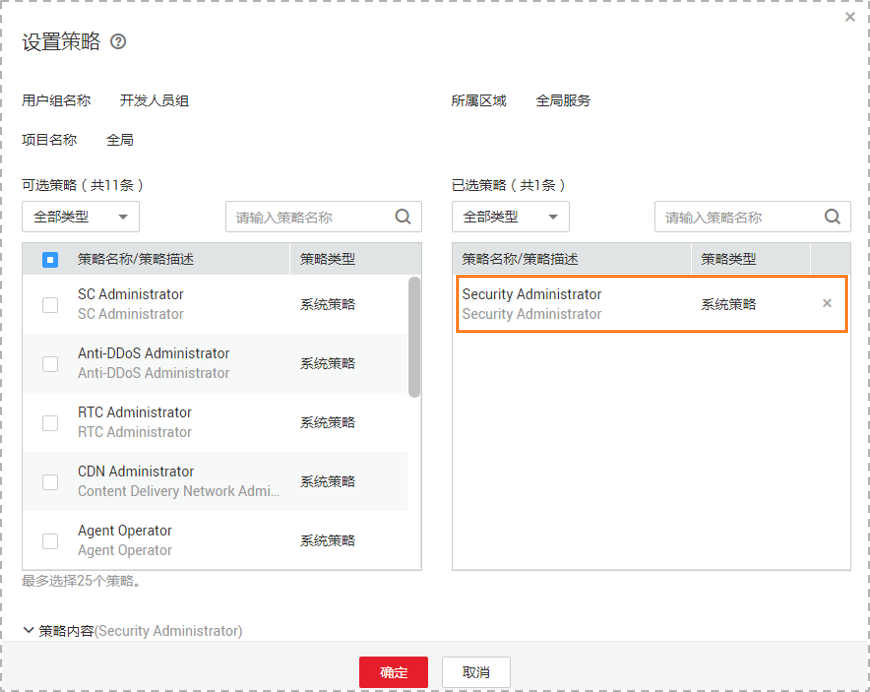 设置策略
用户组名称 开发人员组 所属区域 全局服务
项目名称 全局
可选策略（共11条） 已选策略（共1条）
全部类型 请输入策略名称 全部类型 请输入策略名称
策略名称/策略描述 策略类型 策略名称/策略描述 策略类型
SC Administrator
SC Administrator
系统策略
Security Administrator
Security Administrator
系统策略
Anti-DDoS Administrator
Anti-DDoS Administrator
系统策略
RTC Administrator
RTC Administrator
系统策略
CDN Administrator
Content Delivery Network Admi...
系统策略
Agent Operator
Agent Operator
系统策略
最多选择25个策略。
策略内容(Security Administrator)
确定 取消